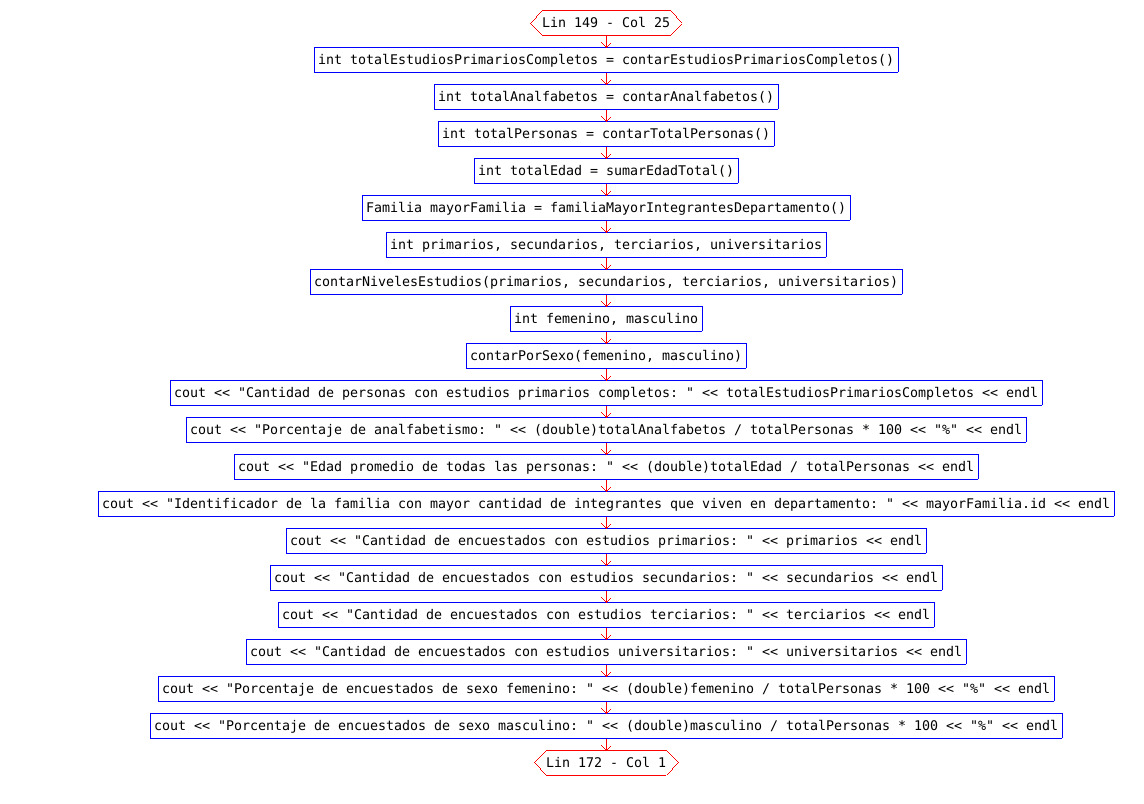 Lin 149 - Col 25
int totalEstudiosPrimariosCompletos = contarEstudiosPrimariosCompletos()
int totalAnalfabetos = contarAnalfabetos()
int totalPersonas = contarTotalPersonas()
int totalEdad = sumarEdadTotal()
Familia mayorFamilia = familiaMayorIntegrantesDepartamento()
int primarios, secundarios, terciarios, universitarios
contarNivelesEstudios(primarios, secundarios, terciarios, universitarios)
int femenino, masculino
contarPorSexo(femenino, masculino)
cout << "Cantidad de personas con estudios primarios completos: " << totalEstudiosPrimariosCompletos << endl
cout << "Porcentaje de analfabetismo: " << (double)totalAnalfabetos / totalPersonas * 100 << "%" << endl
cout << "Edad promedio de todas las personas: " << (double)totalEdad / totalPersonas << endl
cout << "Identificador de la familia con mayor cantidad de integrantes que viven en departamento: " << mayorFamilia.id << endl
cout << "Cantidad de encuestados con estudios primarios: " << primarios << endl
cout << "Cantidad de encuestados con estudios secundarios: " << secundarios << endl
cout << "Cantidad de encuestados con estudios terciarios: " << terciarios << endl
cout << "Cantidad de encuestados con estudios universitarios: " << universitarios << endl
cout << "Porcentaje de encuestados de sexo femenino: " << (double)femenino / totalPersonas * 100 << "%" << endl
cout << "Porcentaje de encuestados de sexo masculino: " << (double)masculino / totalPersonas * 100 << "%" << endl
Lin 172 - Col 1